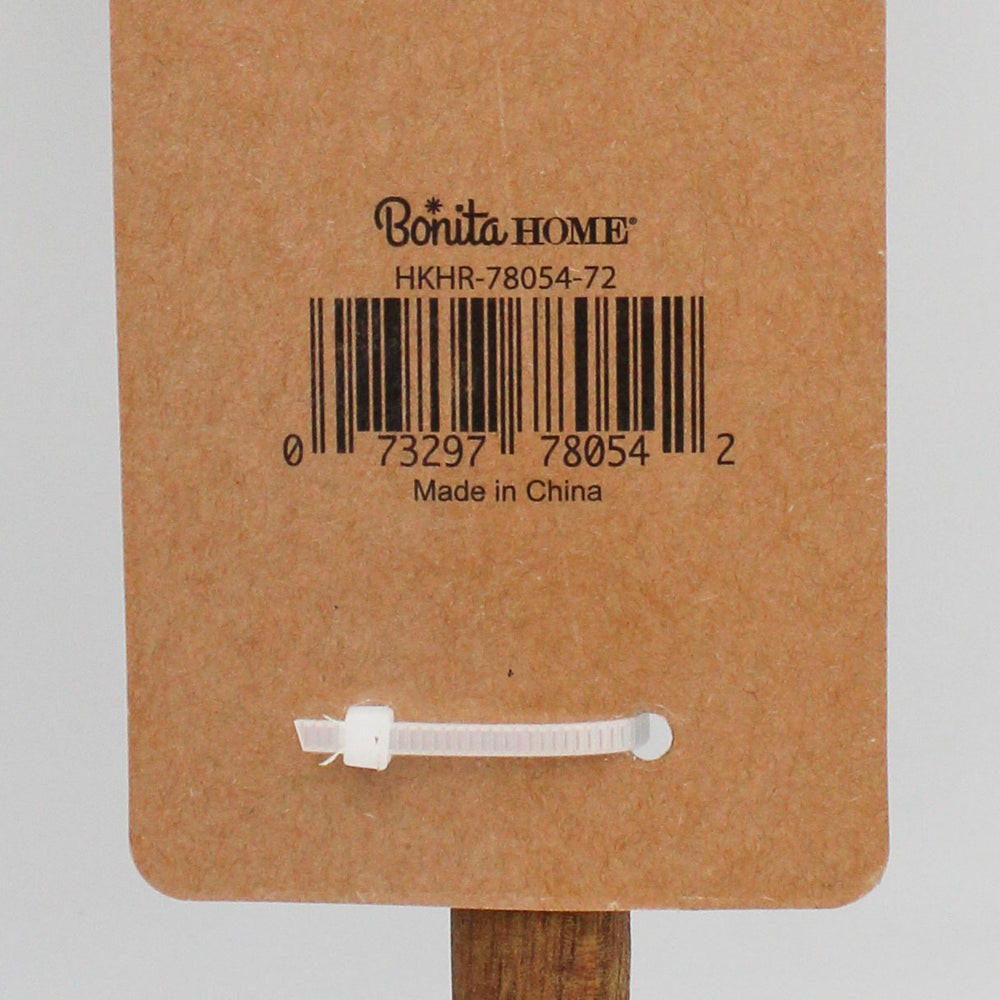 Bonita HOME®
HKHR-78054-72
0 73297 78054 2
Made in China